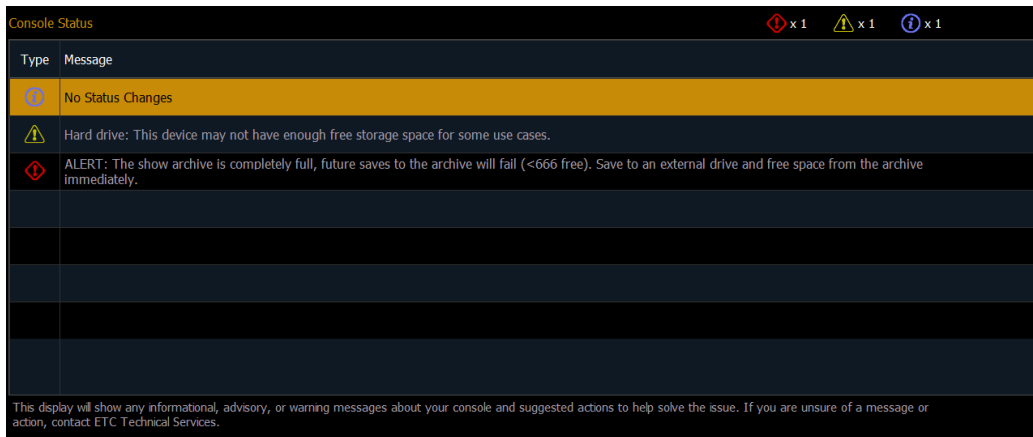 Console Status
x 1
x 1
x 1
Type Message
No Status Changes
Hard drive: This device may not have enough free storage space for some use cases.
ALERT: The show archive is completely full, future saves to the archive will fail (<666 free). Save to an external drive and free space from the archive
immediately.
This display will show any informational, advisory, or warning messages about your console and suggested actions to help solve the issue. If you are unsure of a message or
action, contact ETC Technical Services.